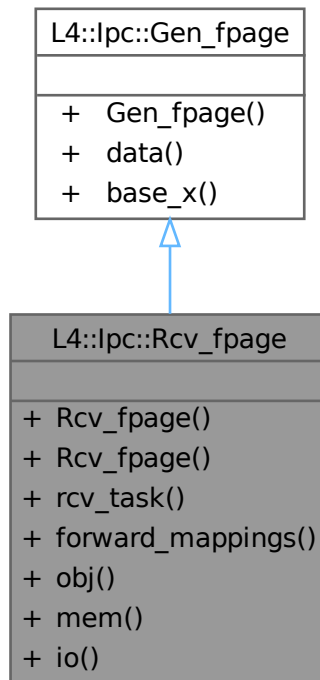 L4::Ipc::Gen_fpage
+ Gen_fpage()
+ data()
+ base_x()
L4::Ipc::Rcv_fpage
+ Rcv_fpage()
+ Rcv_fpage()
+ rcv_task()
+ forward_mappings()
+ obj()
+ mem()
+ io()